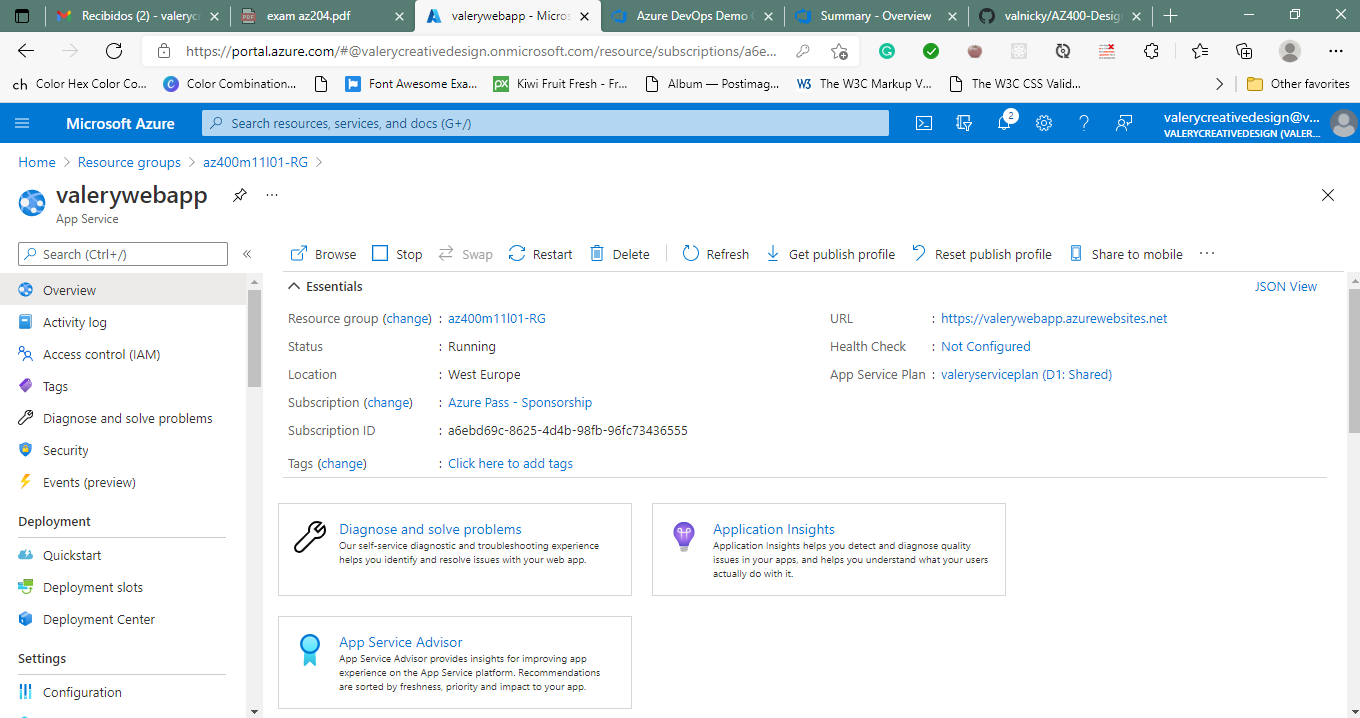 Recibidos (2) - valeryc
exam az204.pdf
valerywebapp - Micros
Azure DevOps Demo G
Summary - Overview
valnicky/AZ400-Desig
https://portal.azure.com/#@valerycreativedesign.onmicrosoft.com/resource/subscriptions/a6e...
ch Color Hex Color Co...
Color Combination...
Font Awesome Exa...
px Kiwi Fruit Fresh - Fr...
Album — Postimag...
W3 The W3C Markup V...
The W3C CSS Valid...
Other favorites
Microsoft Azure
Search resources, services, and docs (G+/)
2
valerycreativedesign@v...
VALERYCREATIVEDESIGN (VALER...
Home > Resource groups > az400m11l01-RG >
valerywebapp
...
App Service
Search (Ctrl+/)
«
Browse Stop Swap Restart Delete Refresh Get publish profile Reset publish profile Share to mobile ...
Overview
Activity log
Access control (IAM)
Tags
Diagnose and solve problems
Security
Events (preview)
Deployment
Quickstart
Deployment slots
Deployment Center
Settings
Configuration
Essentials
JSON View
Resource group (change) : az400m11l01-RG
Status : Running
Location : West Europe
Subscription (change) : Azure Pass - Sponsorship
Subscription ID : a6ebd69c-8625-4d4b-98fb-96fc73436555
Tags (change) : Click here to add tags
URL : https://valerywebapp.azurewebsites.net
Health Check : Not Configured
App Service Plan : valeryserviceplan (D1: Shared)
Diagnose and solve problems
Our self-service diagnostic and troubleshooting experience
helps you identify and resolve issues with your web app.
Application Insights
Application Insights helps you detect and diagnose quality
issues in your apps, and helps you understand what your users
actually do with it.
App Service Advisor
App Service Advisor provides insights for improving app
experience on the App Service platform. Recommendations
are sorted by freshness, priority and impact to your app.